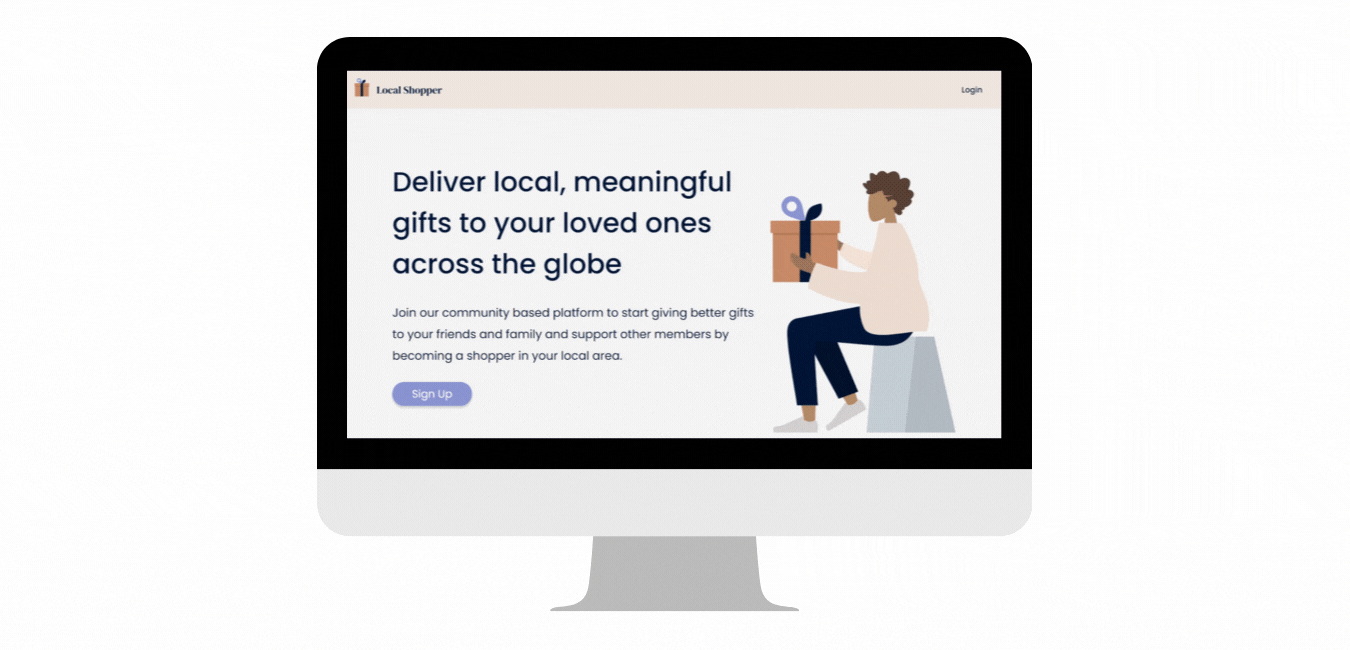 Local Shopper
Login
Deliver local, meaningful
gifts to your loved ones
across the globe
Join our community based platform to start giving better gifts
to your friends and family and support other members by
becoming a shopper in your local area.
Sign Up